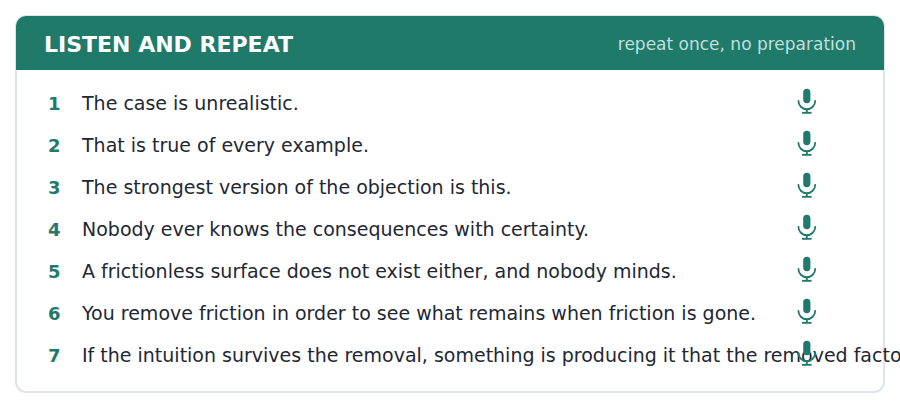 LISTEN AND REPEAT
repeat once, no preparation
1 The case is unrealistic.
2 That is true of every example.
3 The strongest version of the objection is this.
4 Nobody ever knows the consequences with certainty.
5 A frictionless surface does not exist either, and nobody minds.
6 You remove friction in order to see what remains when friction is gone.
7 If the intuition survives the removal, something is producing it that the removed